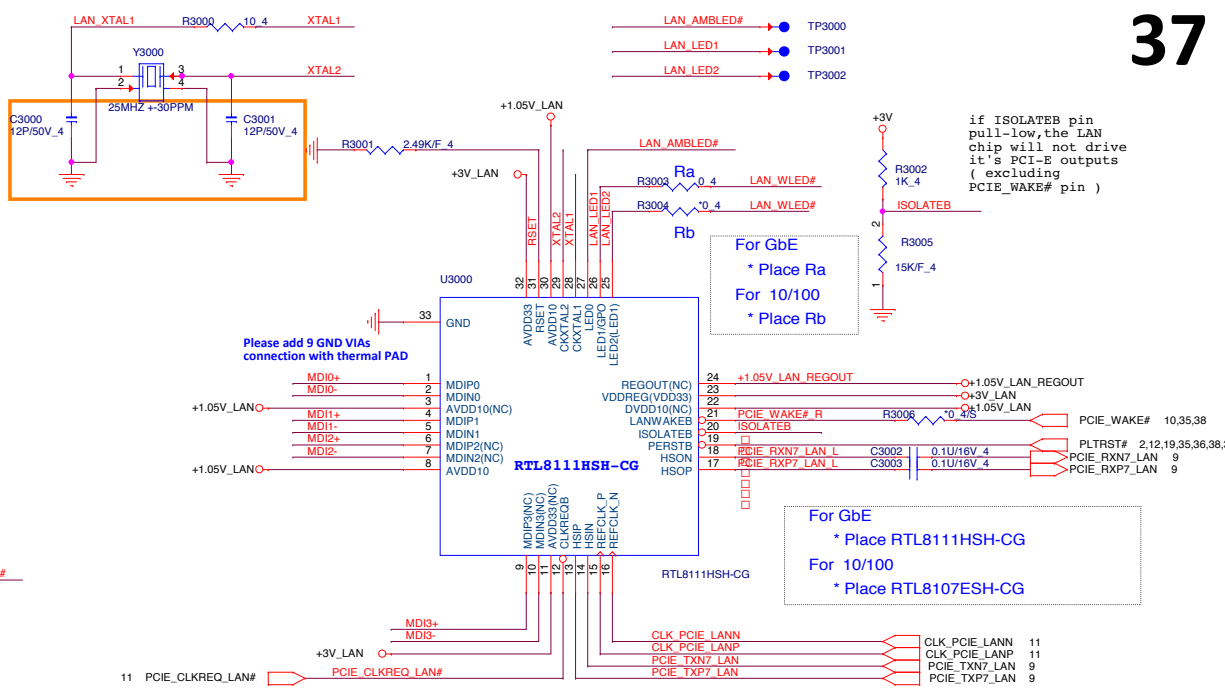 37
LAN_XTAL1
R3000
10_4
XTAL1
Y3000
1
3
2
4
XTAL2
25MHZ +-30PPM
C3000
12P/50V_4
C3001
12P/50V_4
LAN_AMBLED#
TP3000
LAN_LED1
TP3001
LAN_LED2
TP3002
+1.05V_LAN
R3001
2.49K/F_4
+3V_LAN
LAN_AMBLED#
Ra
R3003
0_4
LAN_WLED#
R3004
*0_4
LAN_WLED#
Rb
RSET
XTAL2
XTAL1
LAN_LED1
LAN_LED2
For GbE
* Place Ra
For 10/100
* Place Rb
+3V
R3002
1K_4
ISOLATEB
2
R3005
15K/F_4
1
if ISOLATEB pin
pull-low,the LAN
chip will not drive
it's PCI-E outputs
( excluding
PCIE_WAKE# pin )
U3000
32
31
30
29
28
27
26
25
AVDD33
RSET
AVDD10
CKXTAL2
CKXTAL1
LED0
LED1/GPO
LED2(LED1)
33
GND
Please add 9 GND VIAs
connection with thermal PAD
MDI0+
1
MDIP0
MDI0-
2
MDIN0
+1.05V_LAN
3
AVDD10(NC)
MDI1+
4
MDIP1
MDI1-
5
MDIN1
MDI2+
6
MDIP2(NC)
MDI2-
7
MDIN2(NC)
+1.05V_LAN
8
AVDD10
RTL8111HSH-CG
REGOUT(NC)
24
+1.05V_LAN_REGOUT
+1.05V_LAN_REGOUT
VDDREG(VDD33)
23
+3V_LAN
DVDD10(NC)
22
+1.05V_LAN
LANWAKEB
21
PCIE_WAKE#_R
R3006
*0_4/S
PCIE_WAKE# 10,35,38
ISOLATEB
20
ISOLATEB
PERSTB
19
PLTRST# 2,12,19,35,36,38,
HSON
18
PCIE_RXN7_LAN_L
C3002
0.1U/16V_4
PCIE_RXN7_LAN 9
HSOP
17
PCIE_RXP7_LAN_L
C3003
0.1U/16V_4
PCIE_RXP7_LAN 9
MDIP3(NC)
MDIN3(NC)
AVDD33(NC)
CLKREQB
HSIP
HSIN
REFCLK_P
REFCLK_N
9
10
11
12
13
14
15
16
RTL8111HSH-CG
For GbE
* Place RTL8111HSH-CG
For 10/100
* Place RTL8107ESH-CG
#
MDI3+
MDI3-
+3V_LAN
11 PCIE_CLKREQ_LAN#
PCIE_CLKREQ_LAN#
CLK_PCIE_LANN
CLK_PCIE_LANN 11
CLK_PCIE_LANP
CLK_PCIE_LANP 11
PCIE_TXN7_LAN
PCIE_TXN7_LAN 9
PCIE_TXP7_LAN
PCIE_TXP7_LAN 9